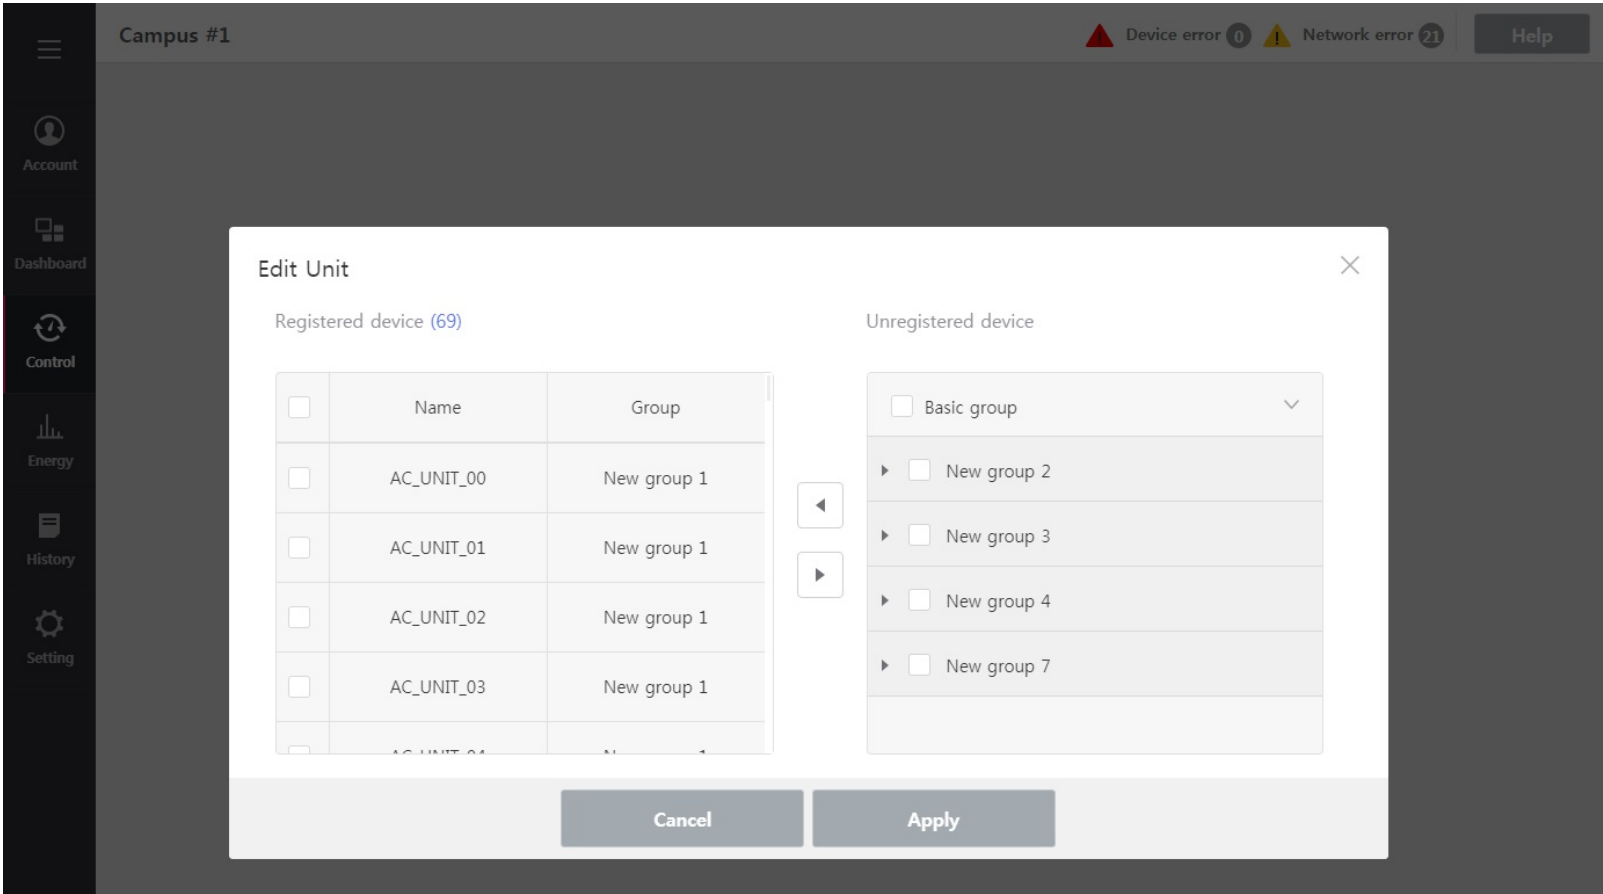 Campus #1
Device error 0
Network error 21
Help
Account
Dashboard
Control
Energy
History
Setting
Edit Unit
Registered device (69)
Unregistered device
Name Group
AC_UNIT_00 New group 1
AC_UNIT_01 New group 1
AC_UNIT_02 New group 1
AC_UNIT_03 New group 1
Basic group
New group 2
New group 3
New group 4
New group 7
Cancel
Apply